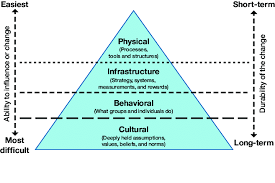 Easiest
Short-term
Physical
(Processes,
tools and structures)
Infrastructure
(Strategy, systems,
measurements, and rewards)
Behavioral
(What groups and individuals do)
Cultural
(Deeply held assumptions,
values, beliefs, and norms)
Ability to influence or change
Durability of the change
Most
difficult
Long-term